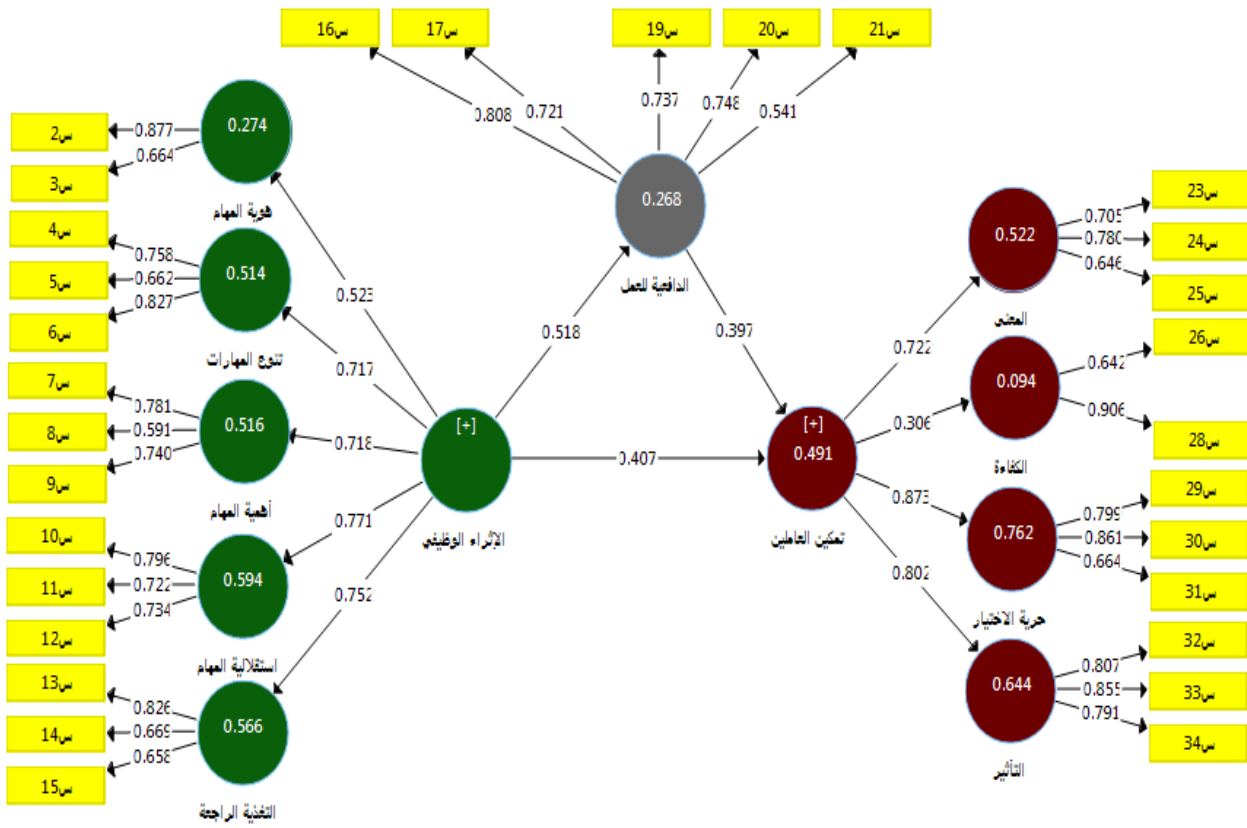 س16
س17
س19
س20
س21
0.808
0.721
0.737
0.748
0.541
0.268
الدافعية للعمل
س2
س3
0.877
0.664
0.274
هوية المهام
س4
س5
س6
0.758
0.662
0.827
0.514
تنوع المهارات
س7
س8
س9
0.781
0.591
0.740
0.516
أهمية المهام
س10
س11
س12
0.796
0.722
0.734
0.594
استقلالية المهام
س13
س14
س15
0.826
0.669
0.658
0.566
التغذية الراجعة
0.523
0.717
0.718
0.771
0.752
[+]
الإثراء الوظيفي
0.518
0.397
0.407
[+]
0.491
تمكين العاملين
0.722
0.306
0.873
0.802
0.522
المعنى
0.705
0.780
0.646
س23
س24
س25
0.094
الكفاءة
0.642
0.906
س26
س28
0.762
حرية الاختيار
0.799
0.861
0.664
س29
س30
س31
0.644
التأثير
0.807
0.855
0.791
س32
س33
س34